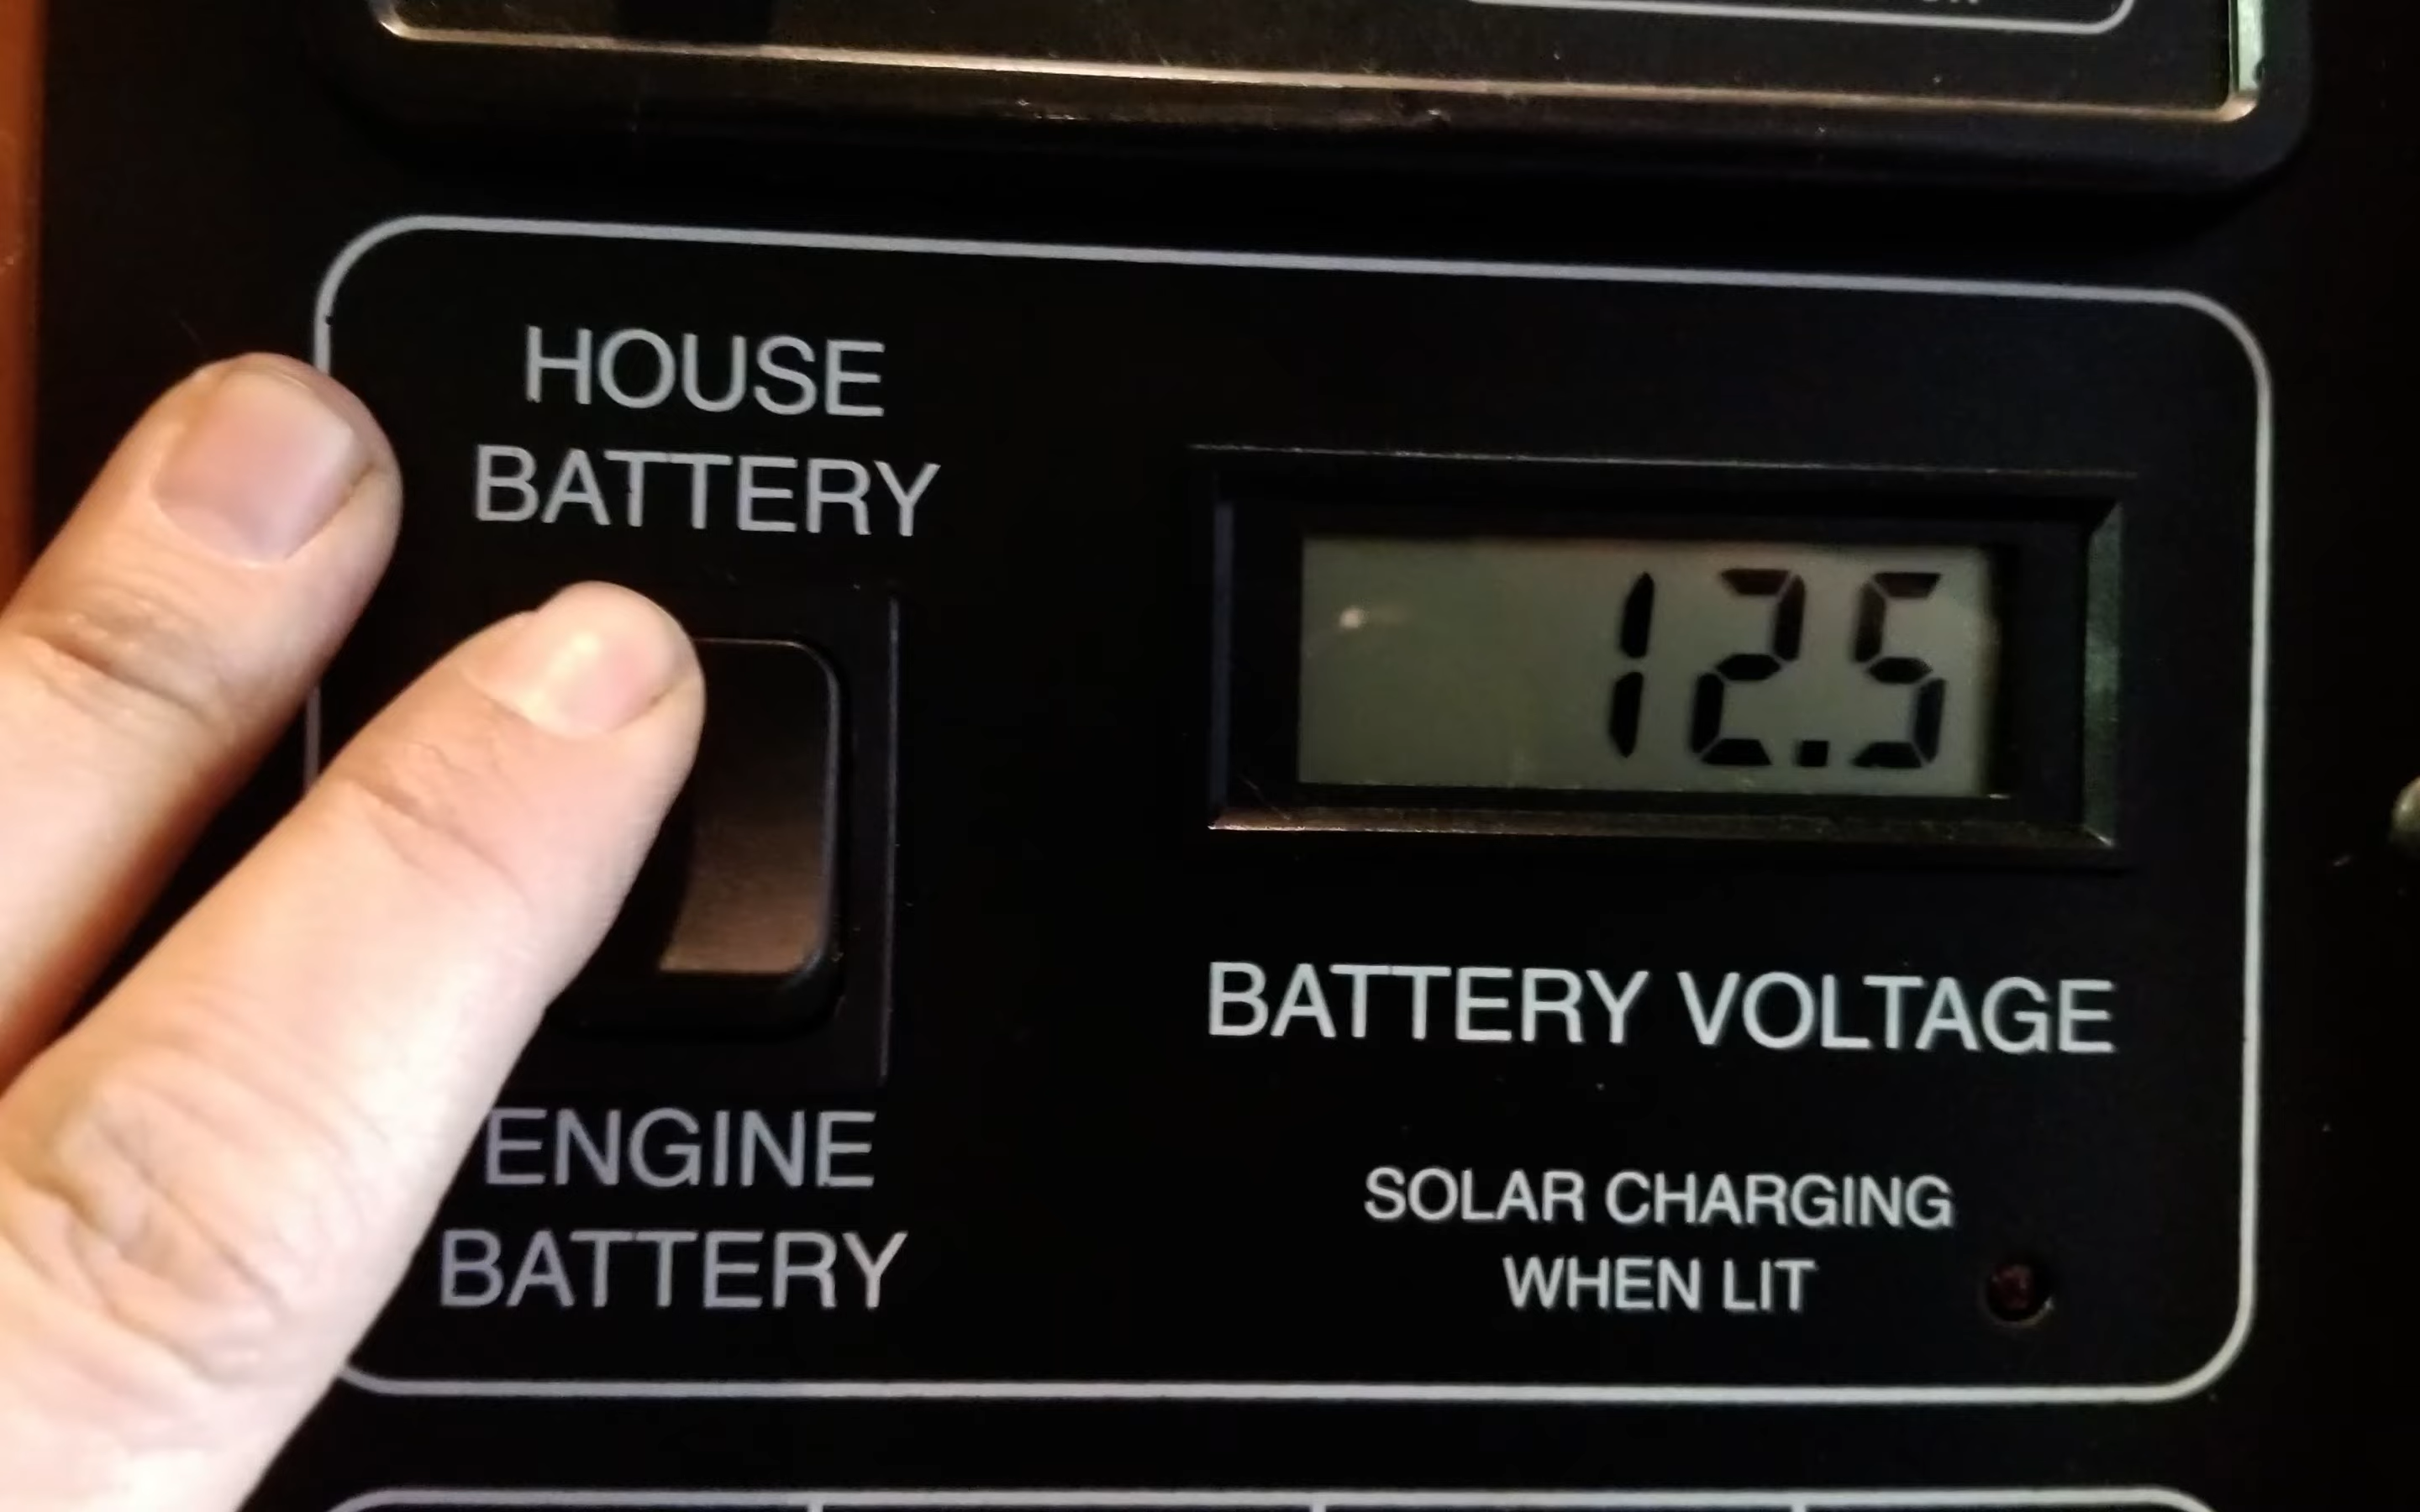 HOUSE
BATTERY
12.5
BATTERY VOLTAGE
ENGINE
BATTERY
SOLAR CHARGING
WHEN LIT